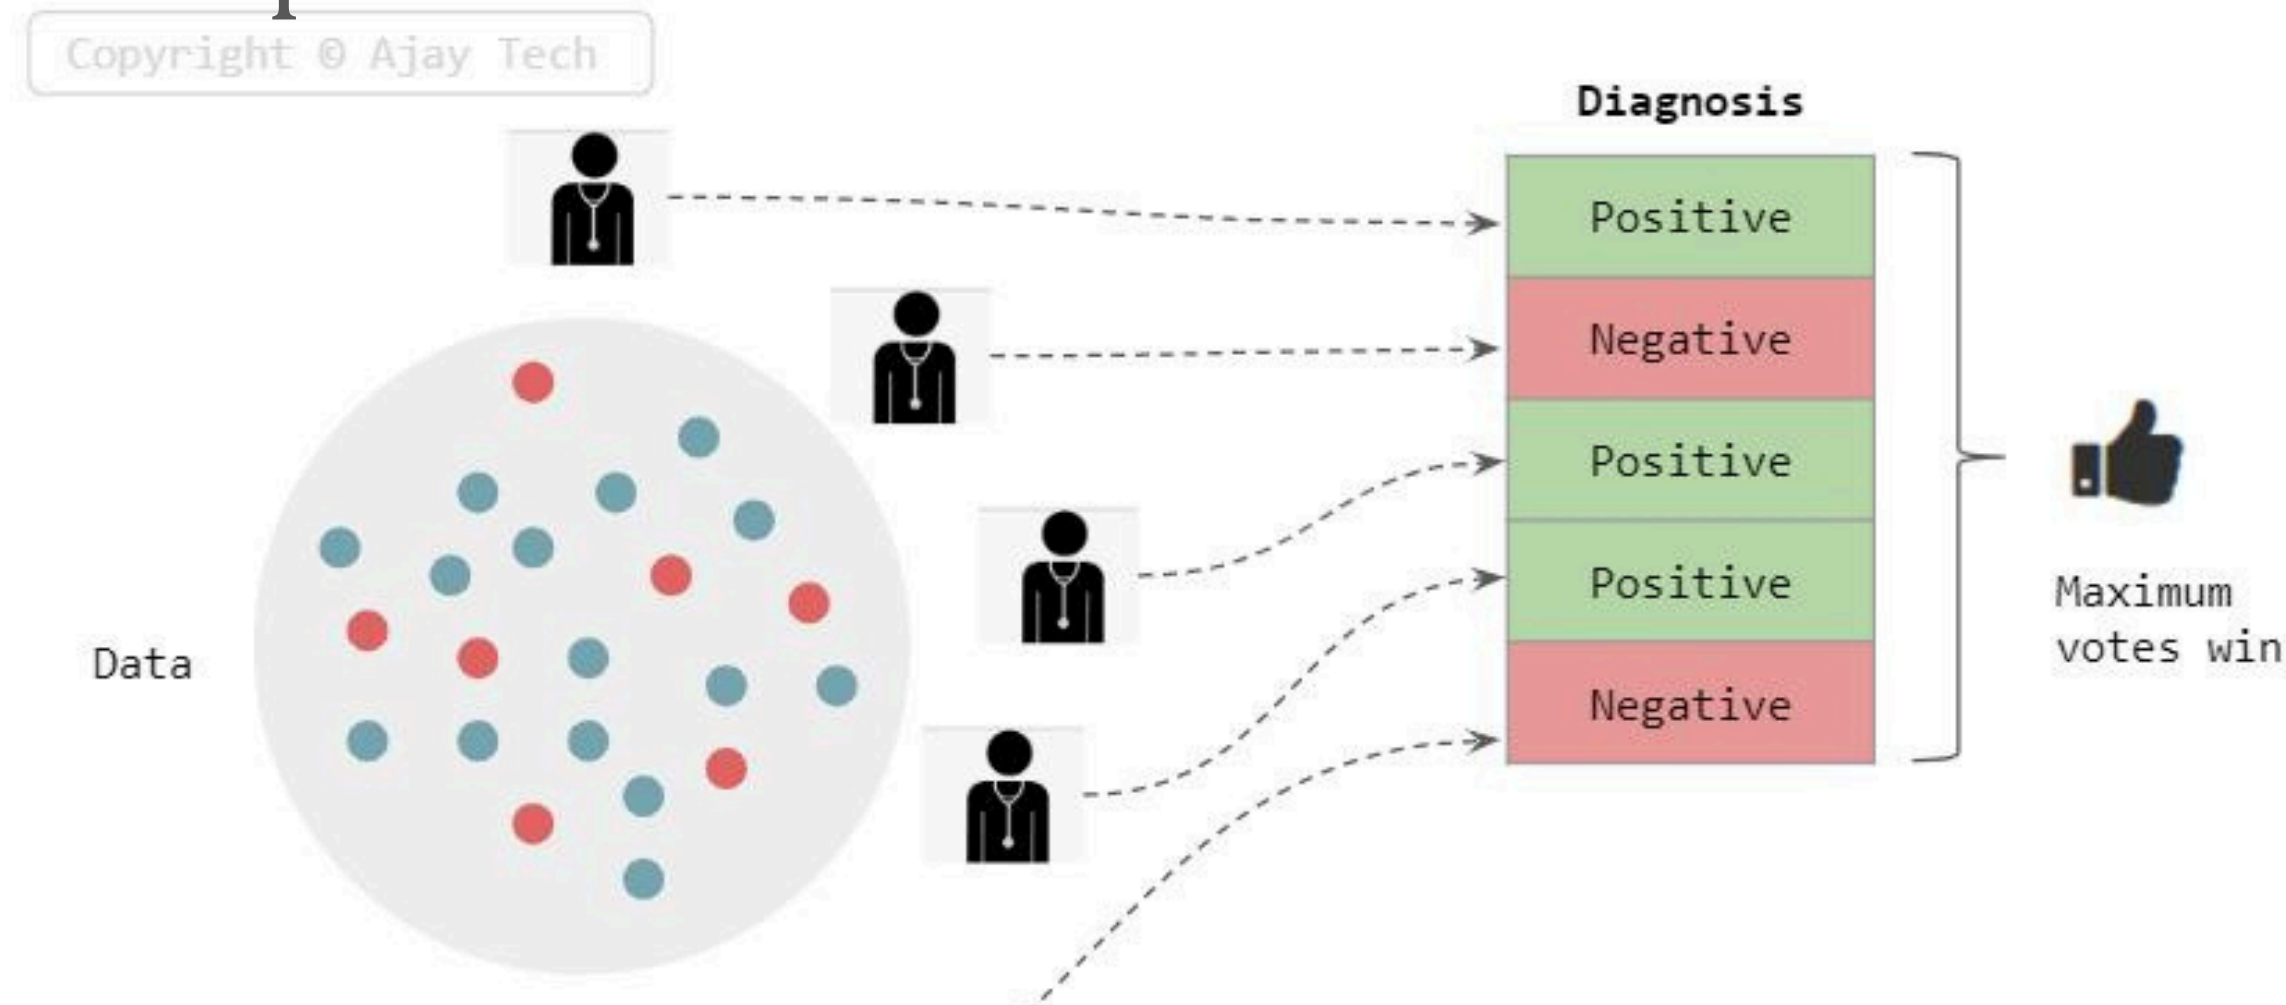 Copyright © Ajay Tech
Diagnosis
Positive
Negative
Positive
Positive
Negative
Data
Maximum
votes win